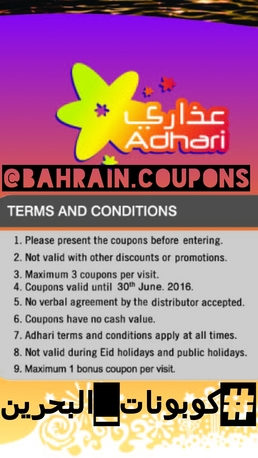 عذاري
Adhari
@BAHRAIN.COUPONS
TERMS AND CONDITIONS
1. Please present the coupons before entering.
2. Not valid with other discounts or promotions.
3. Maximum 3 coupons per visit.
4. Coupons valid until 30th June. 2016.
5. No verbal agreement by the distributor accepted.
6. Coupons have no cash value.
7. Adhari terms and conditions apply at all times.
8. Not valid during Eid holidays and public holidays.
9. Maximum 1 bonus coupon per visit.
#كوبونات_البحرين